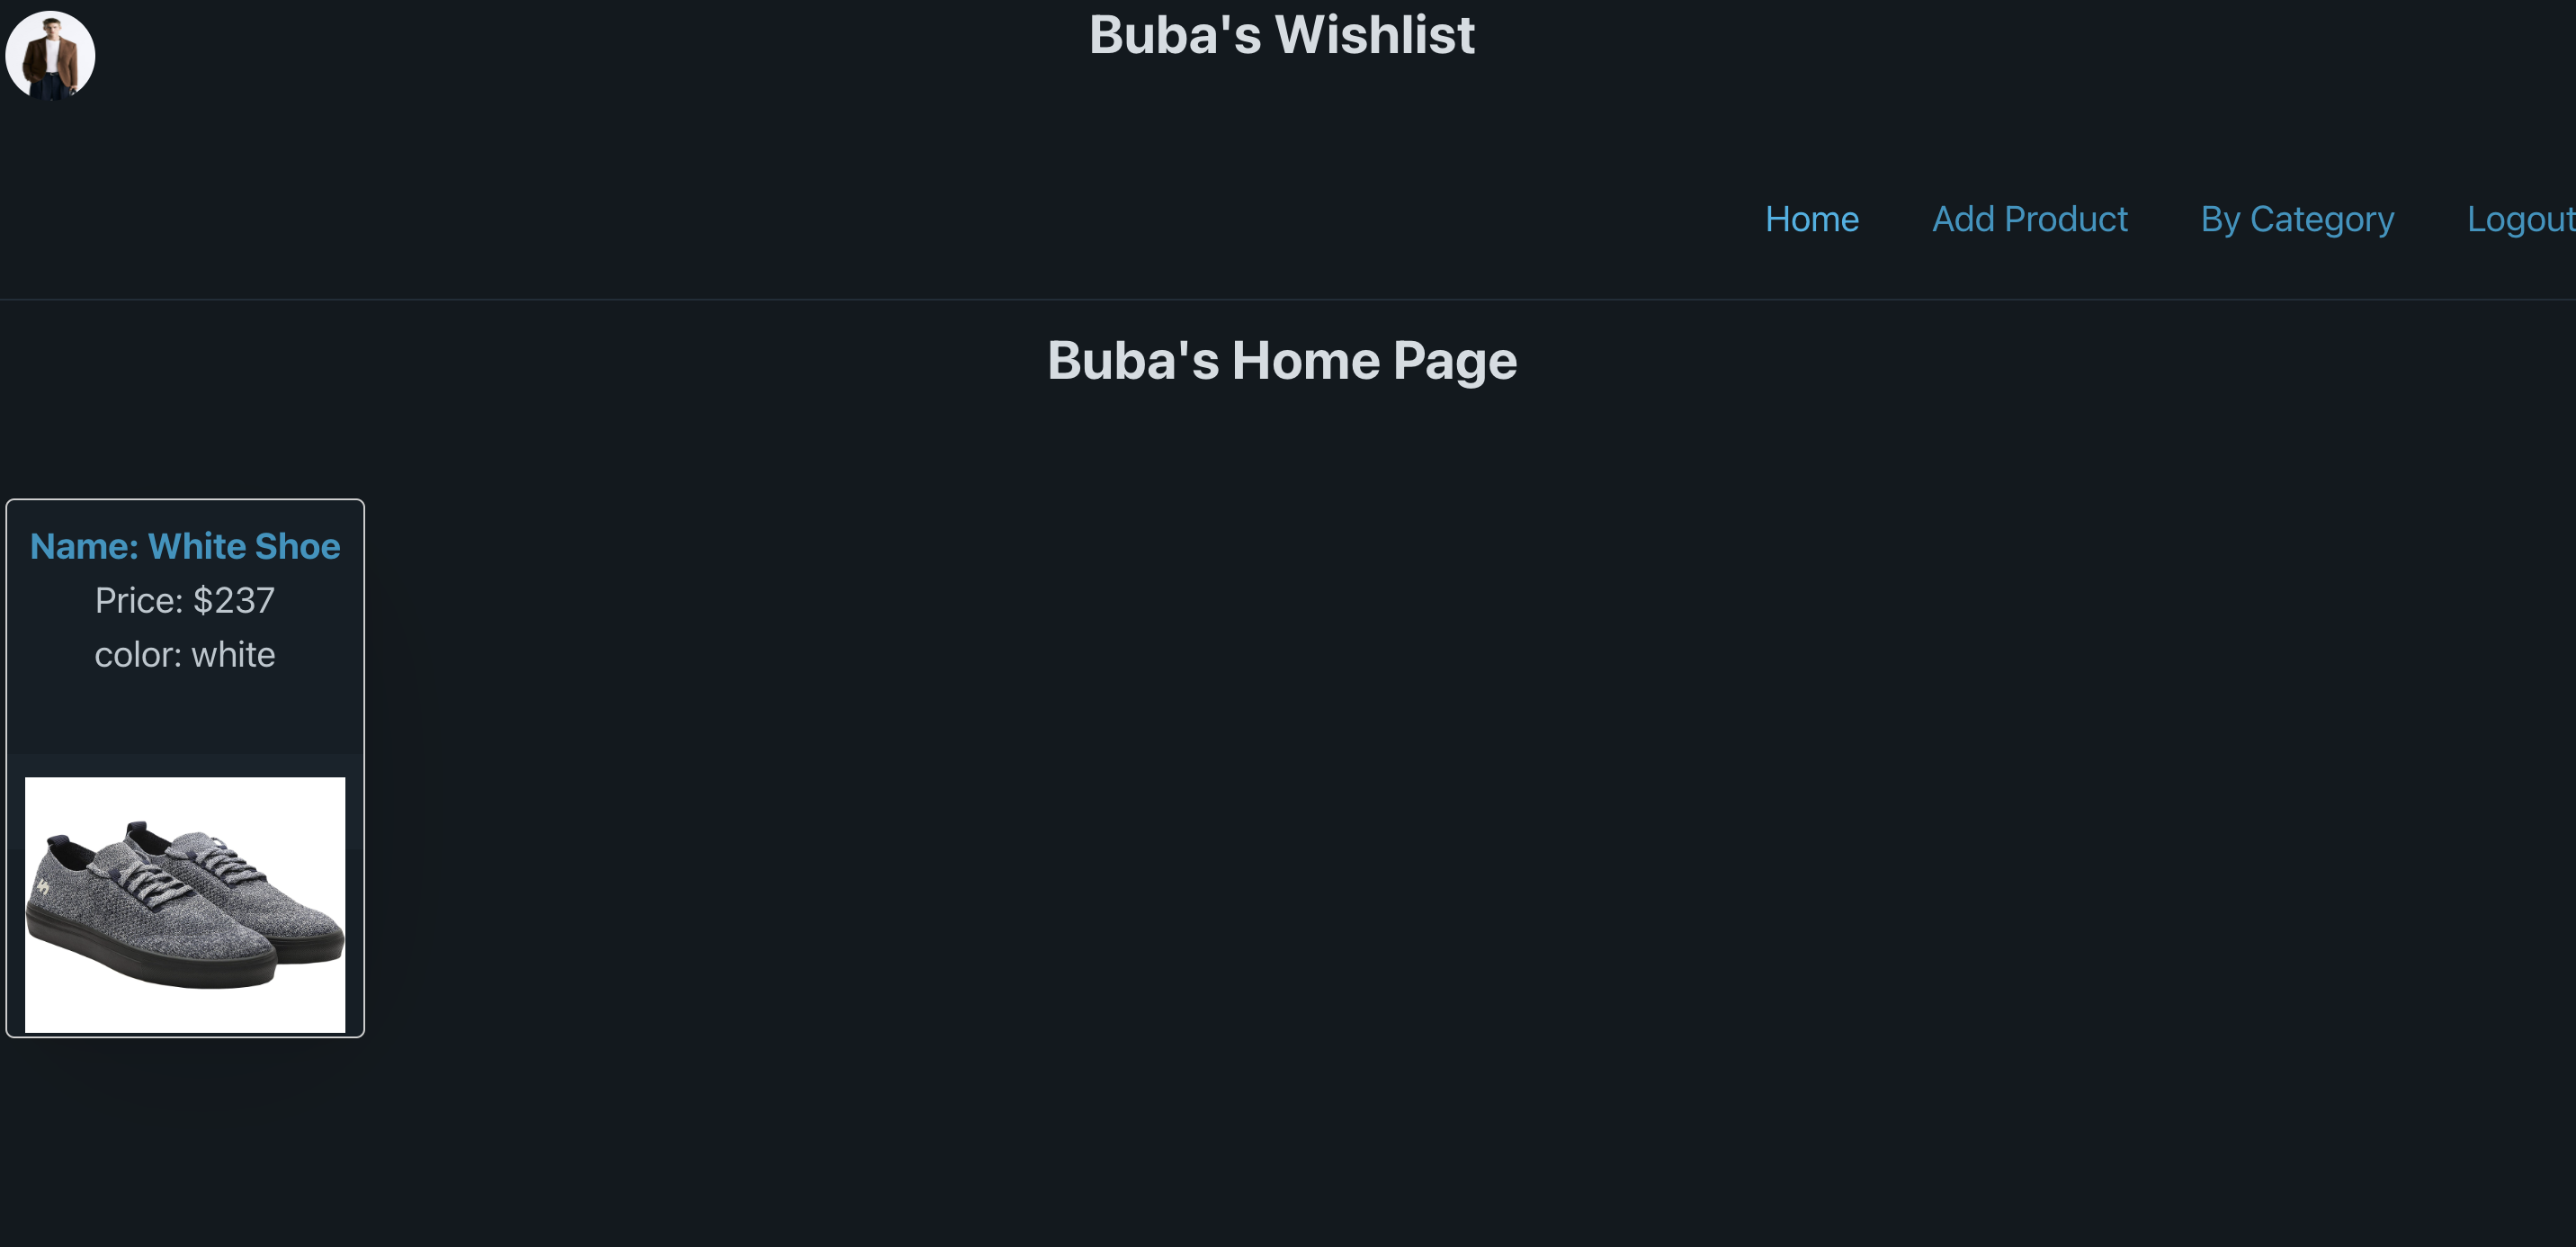 Buba's Wishlist
Home Add Product By Category Logout
Buba's Home Page
Name: White Shoe
Price: $237
color: white